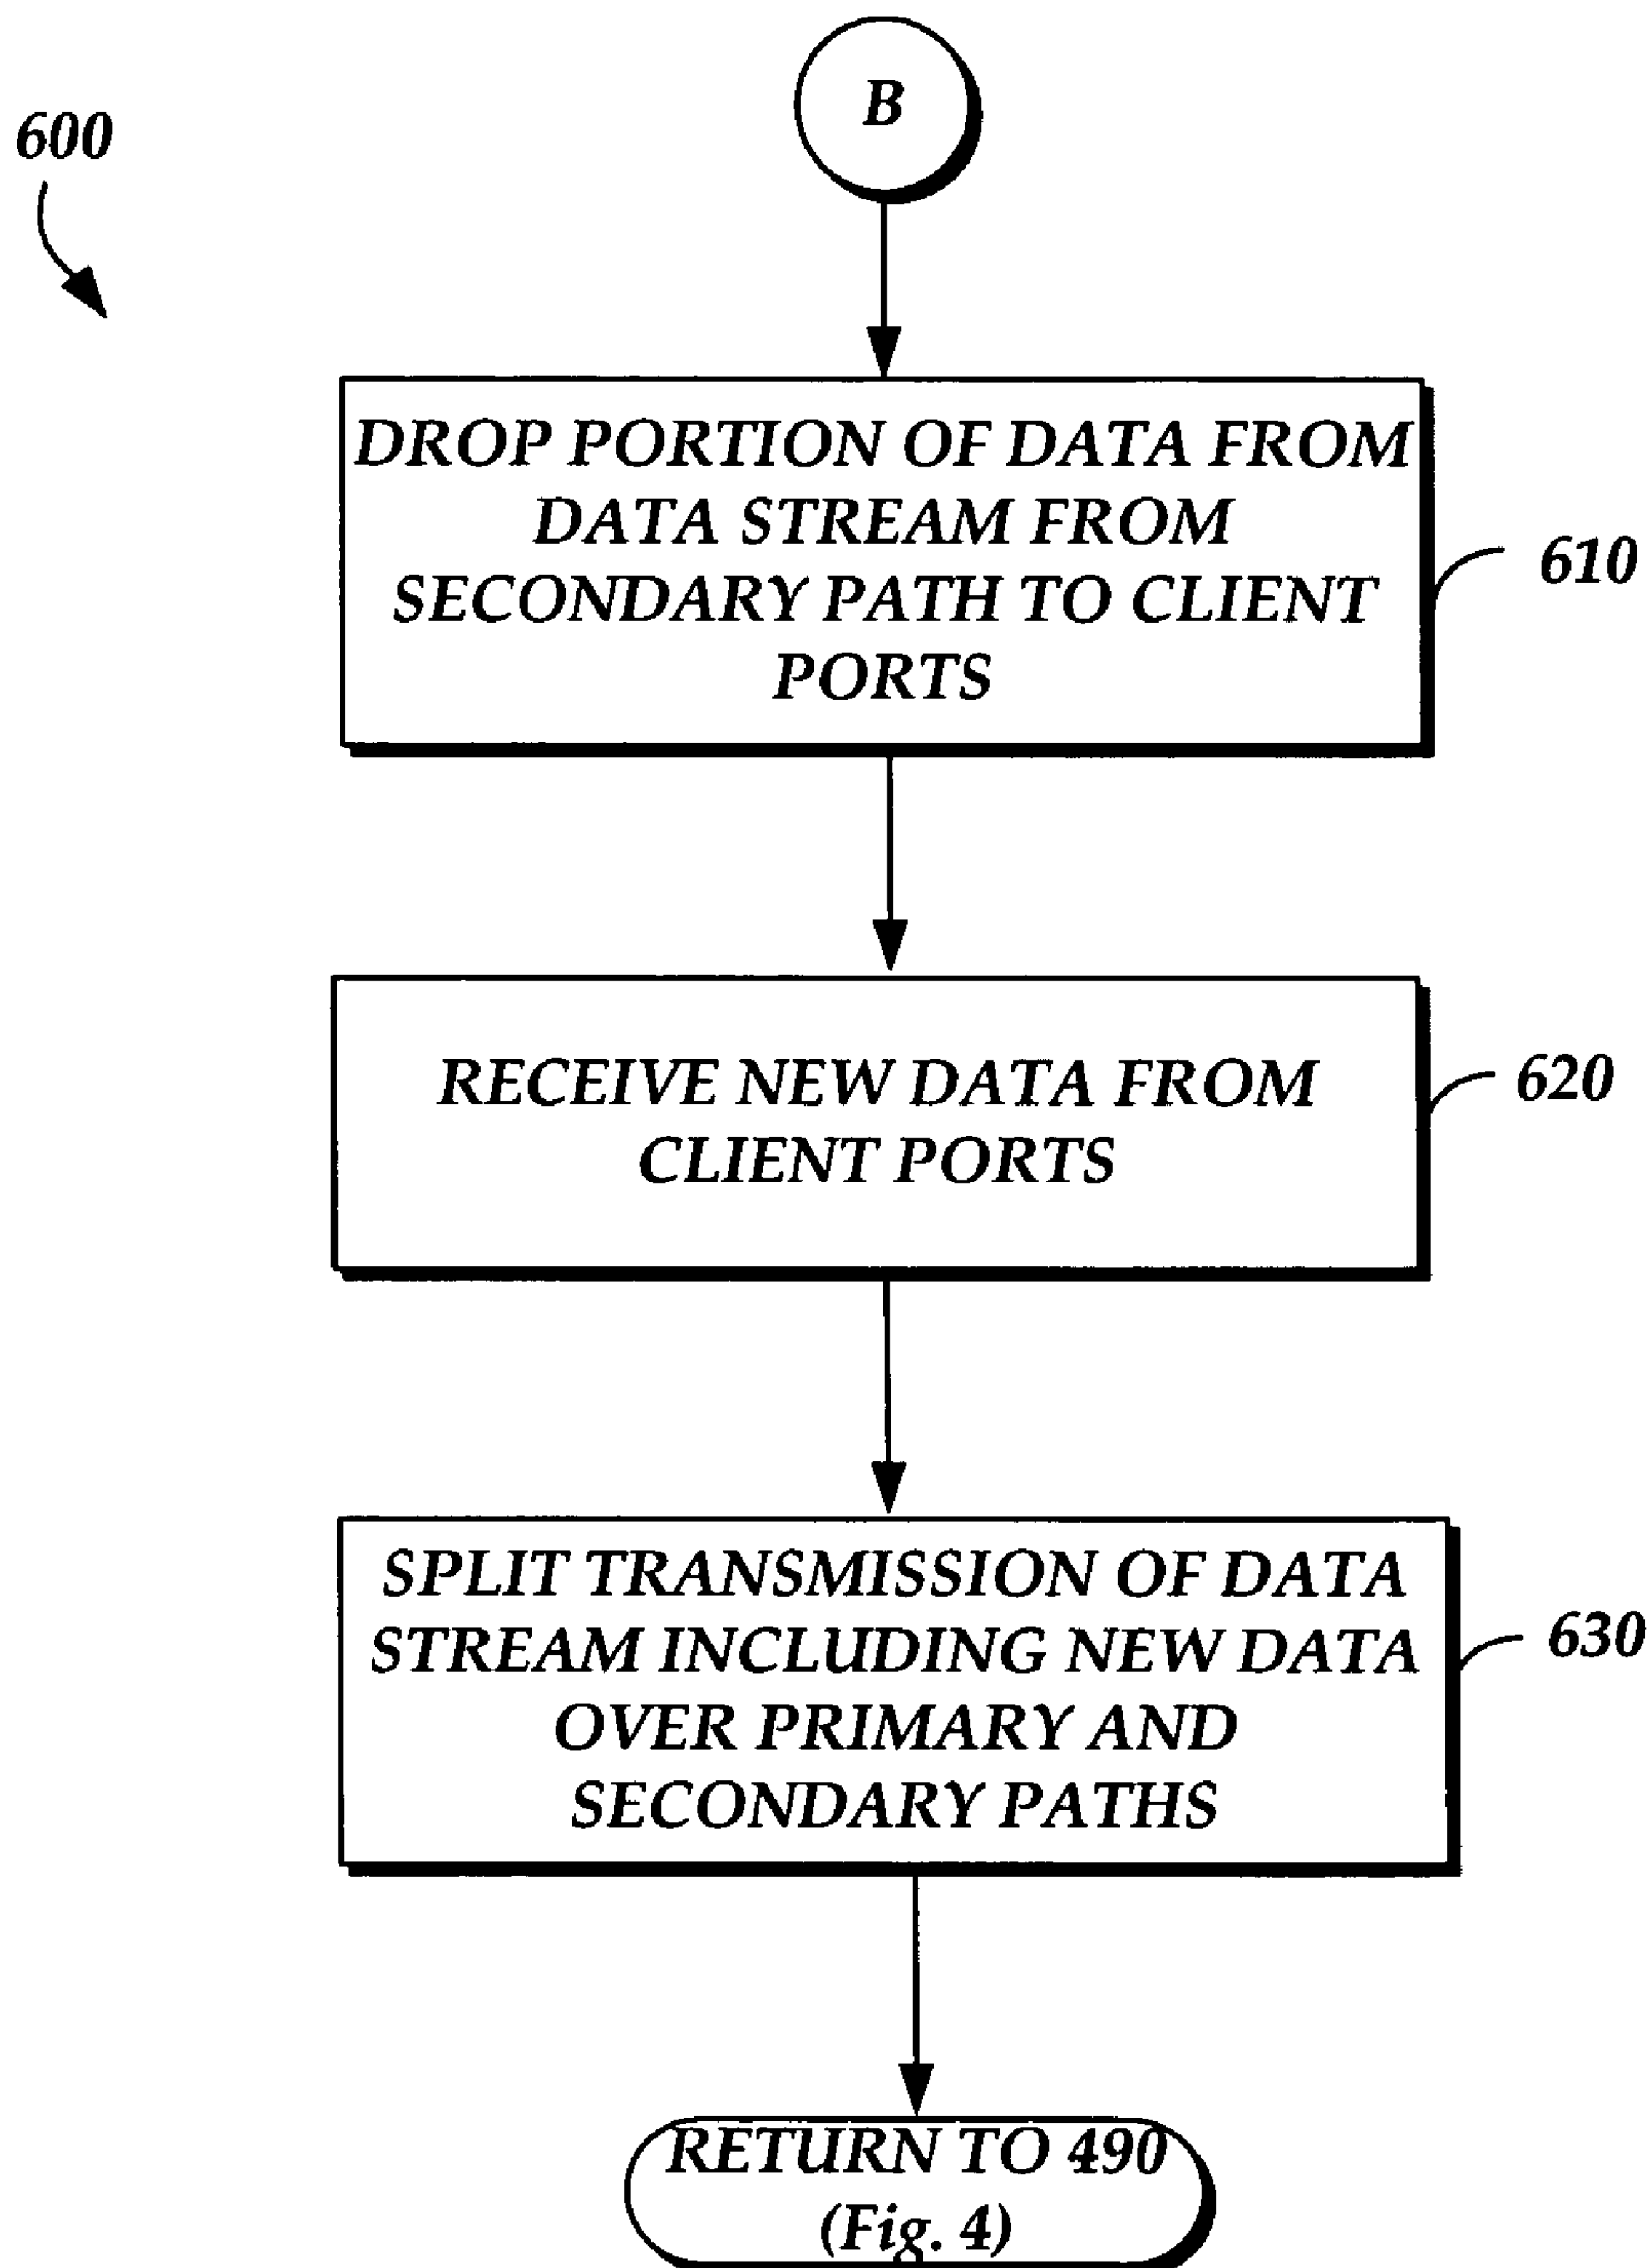 B
600
DROP PORTION OF DATA FROM
DATA STREAM FROM
SECONDARY PATH TO CLIENT
PORTS
610
RECEIVE NEW DATA FROM
CLIENT PORTS
620
SPLIT TRANSMISSION OF DATA
STREAM INCLUDING NEW DATA
OVER PRIMARY AND
SECONDARY PATHS
630
RETURN TO 490
(Fig. 4)